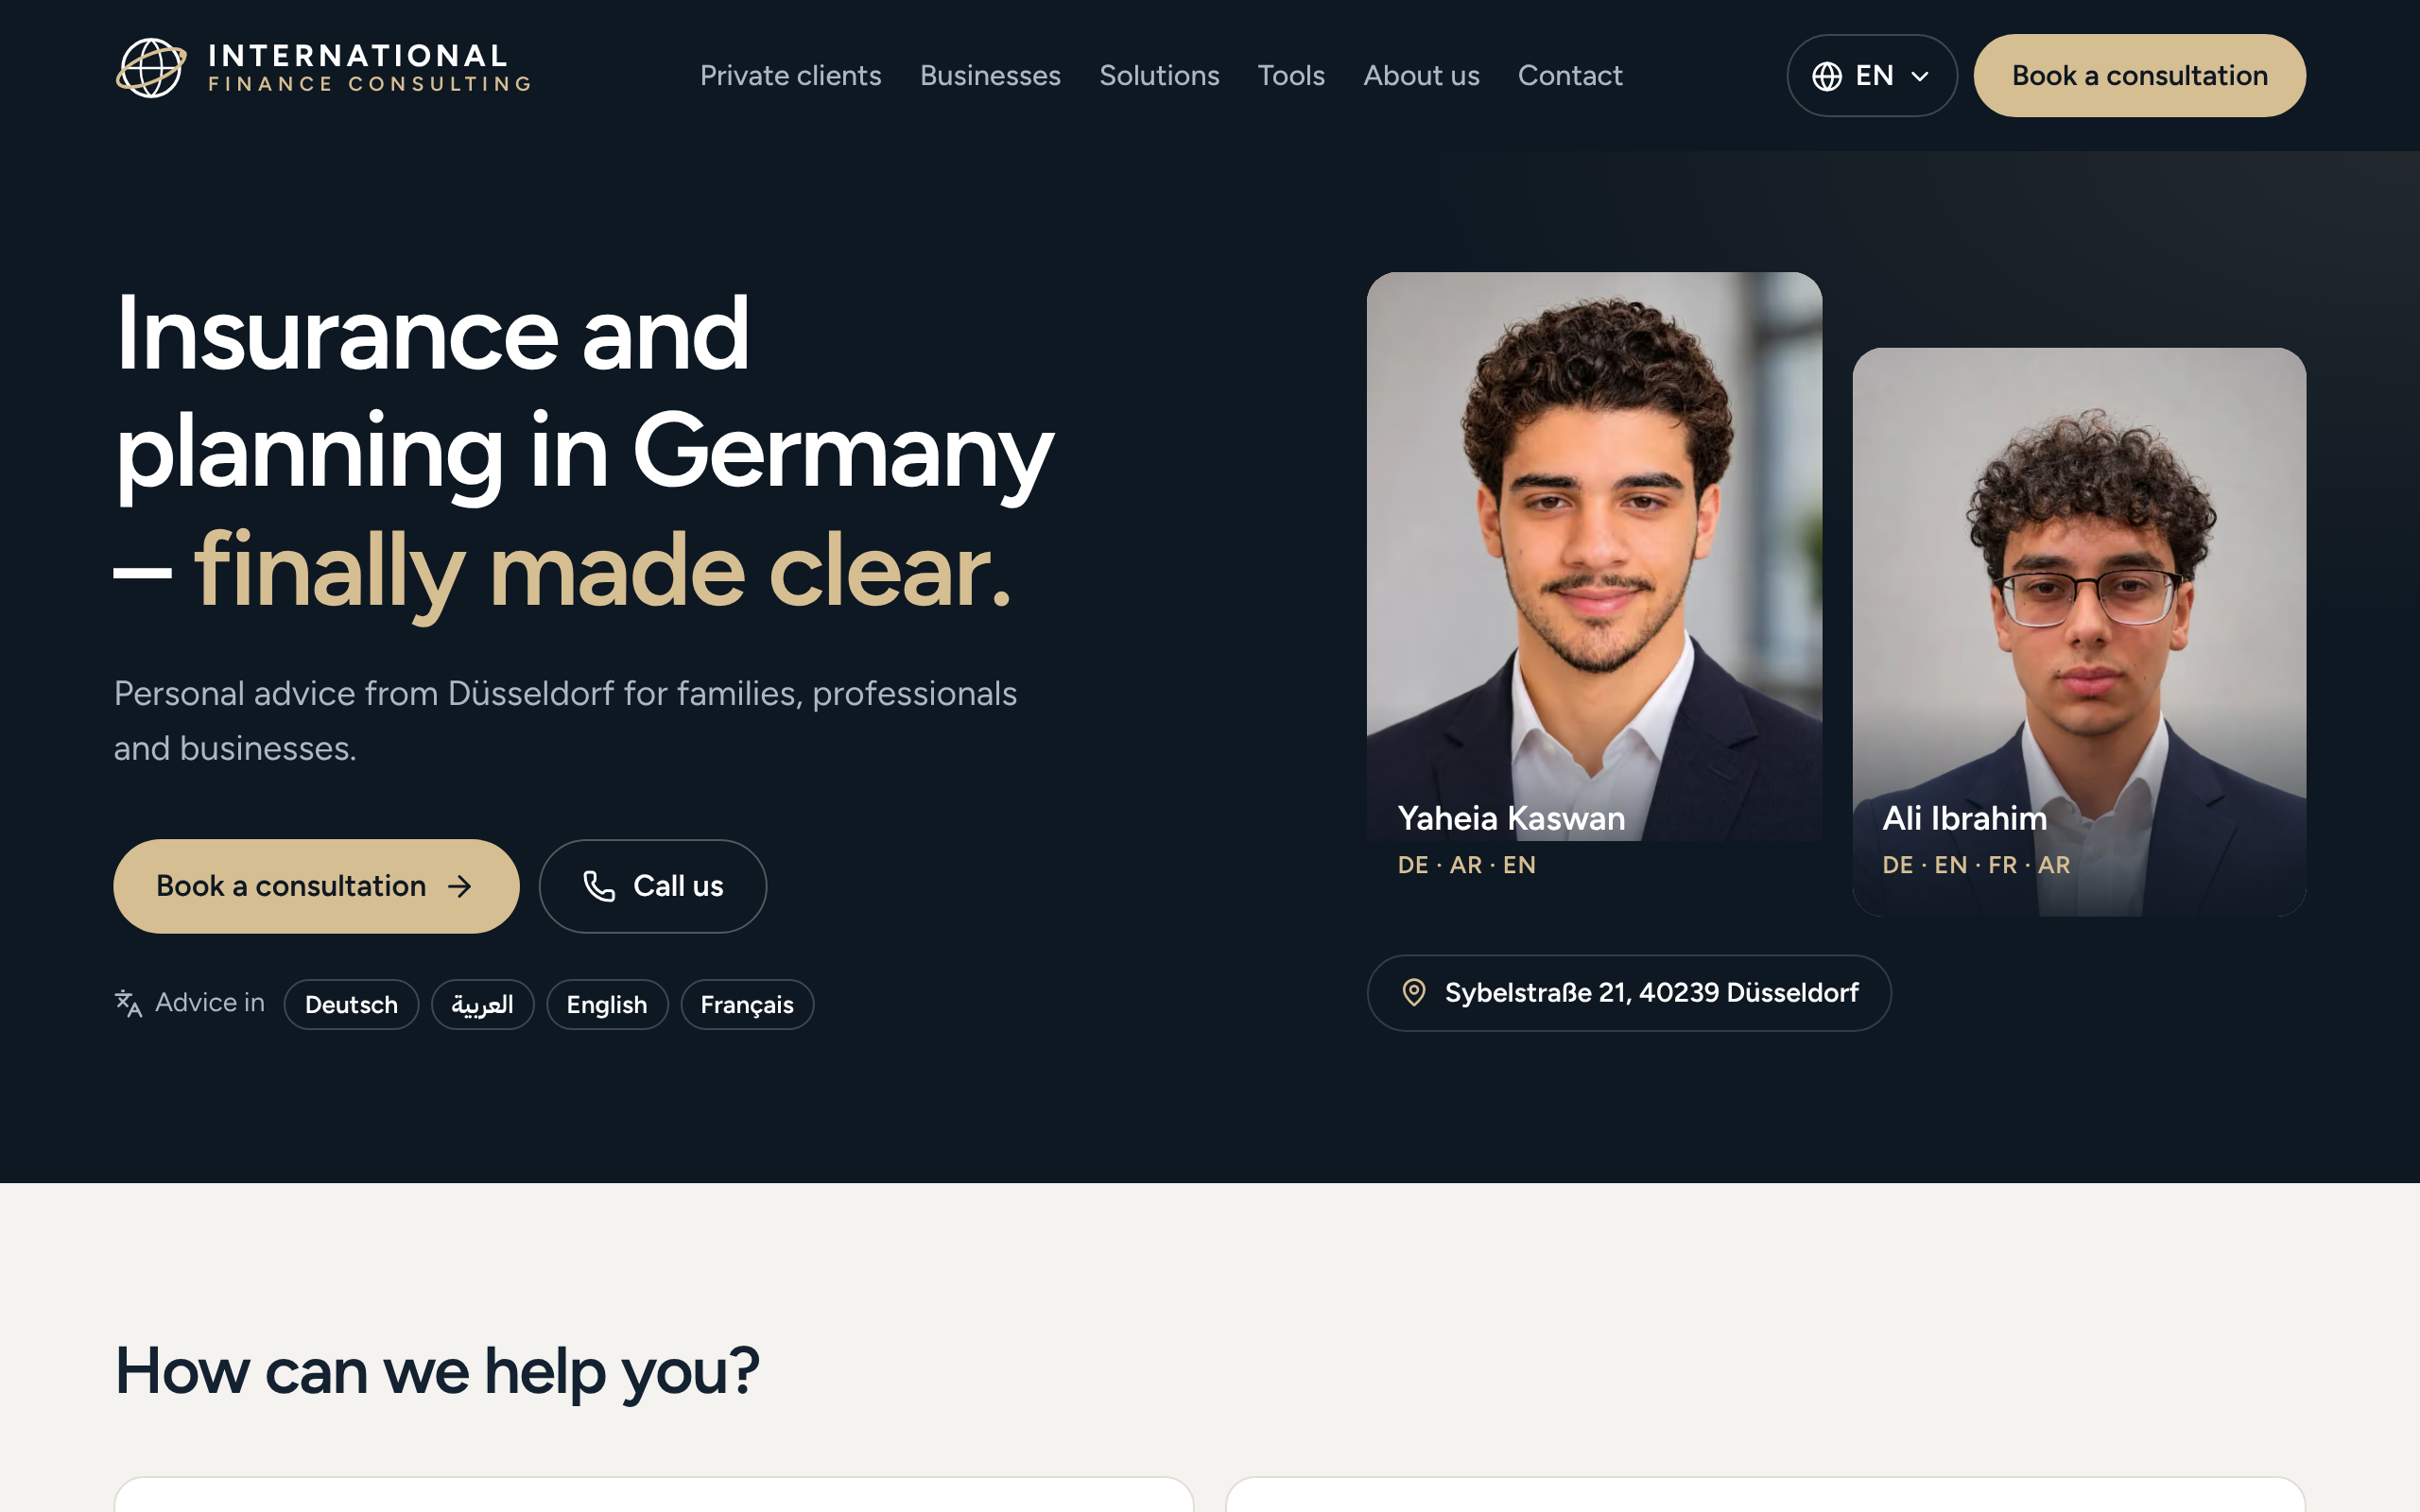 INTERNATIONAL
FINANCE CONSULTING
Private clients
Businesses
Solutions
Tools
About us
Contact
EN
Book a consultation
Insurance and
planning in Germany
– finally made clear.
Personal advice from Düsseldorf for families, professionals
and businesses.
Book a consultation
Call us
Advice in
Deutsch
العربية
English
Français
Yaheia Kaswan
DE · AR · EN
Ali Ibrahim
DE · EN · FR · AR
Sybelstraße 21, 40239 Düsseldorf
How can we help you?